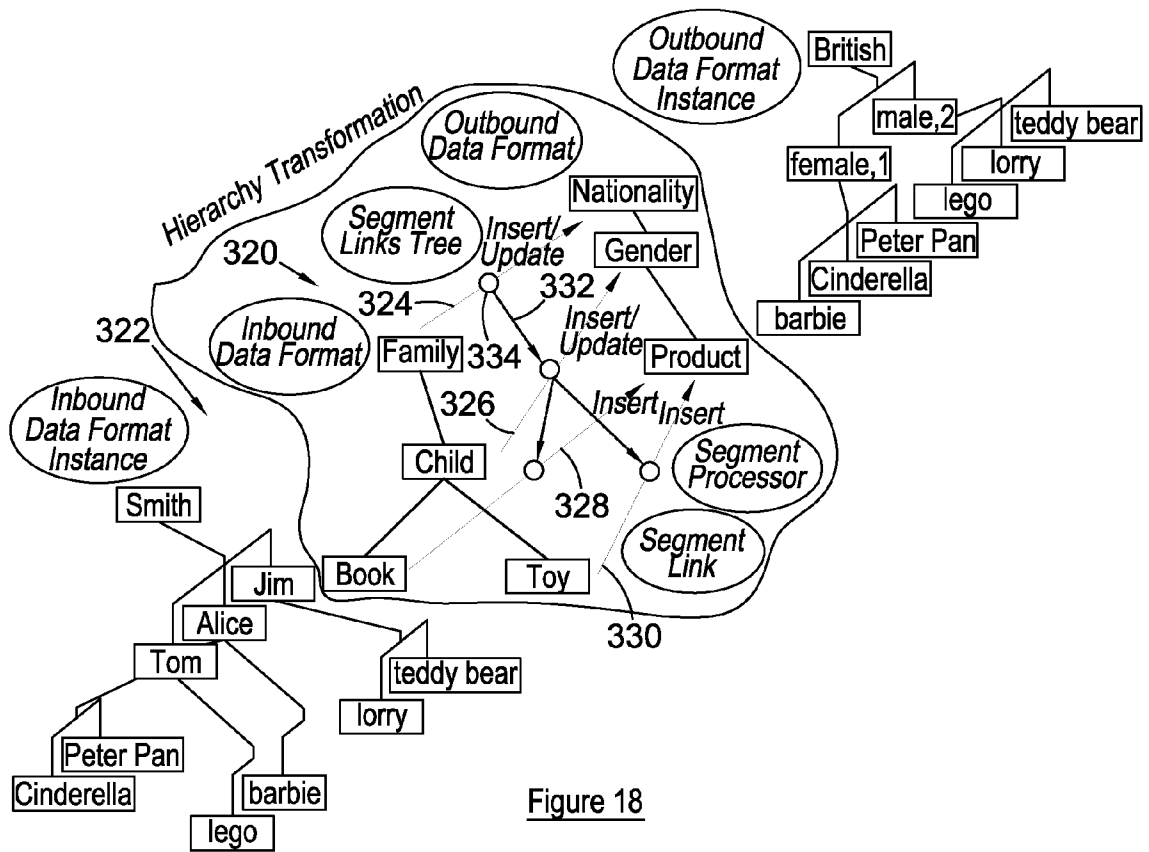 Outbound
Data Format
Instance
British
male,2
teddy bear
lorry
lego
female,1
Peter Pan
Cinderella
barbie
Hierarchy Transformation
Outbound
Data Format
Nationality
Segment
Links Tree
Insert/
Update
Gender
320
332
324
Inbound
Data Format
322
Family
334
Insert/
Update
Product
Inbound
Data Format
Instance
326
Insert
Insert
Child
Segment
Processor
328
Smith
Segment
Link
Book
Toy
Jim
Alice
330
Tom
teddy bear
lorry
Peter Pan
Cinderella
barbie
lego
Figure 18